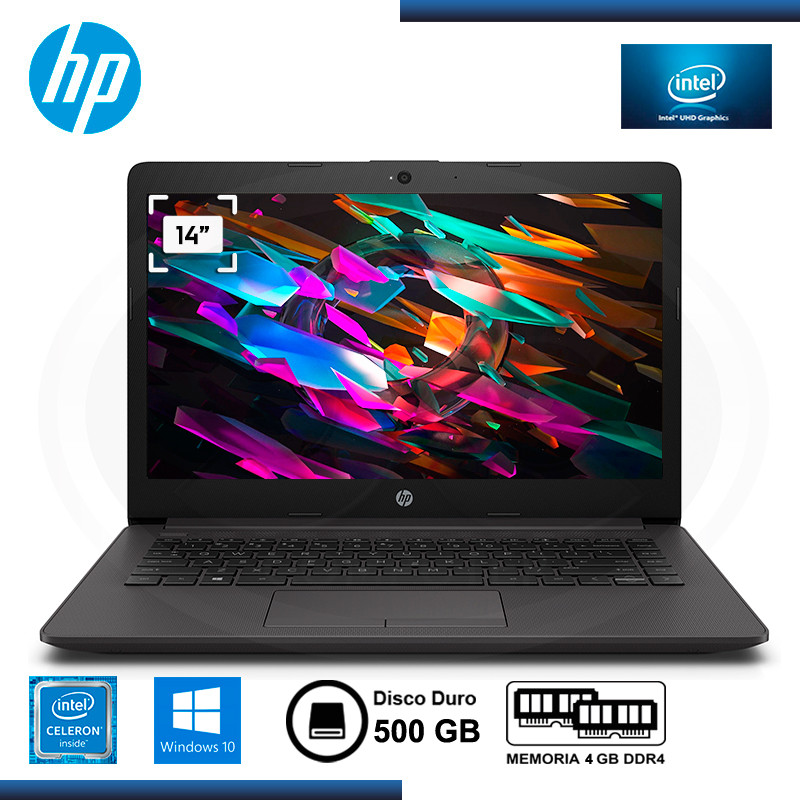 hp
intel
Intel® UHD Graphics
14”
hp
intel
CELERON®
inside™
Windows 10
Disco Duro
500 GB
MEMORIA 4 GB DDR4